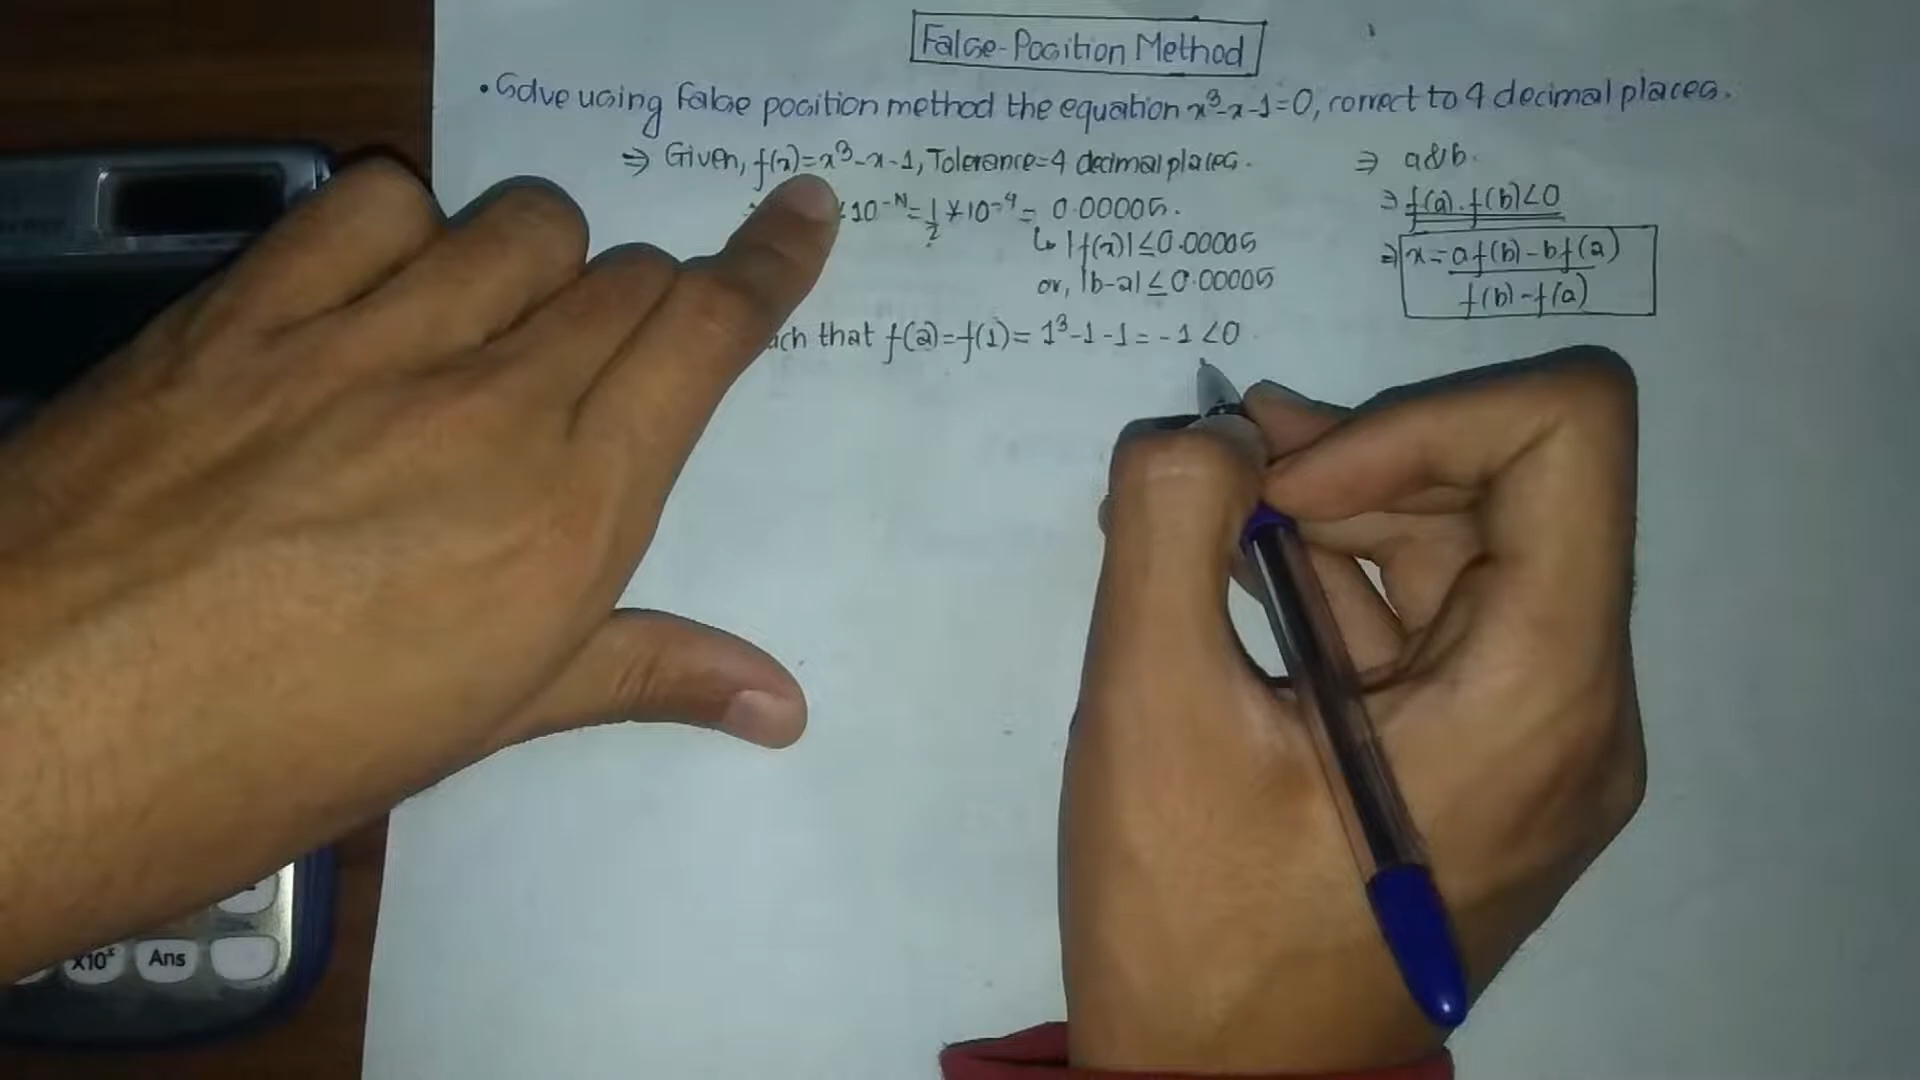 False-Position Method
• Solve using false position method the equation x³-x-1=0, correct to 4 decimal places.
⇒ Given, f(x)=x³-x-1, Tolerance=4 decimal places.
*10⁻ᴺ=1/2*10⁻⁴= 0.00005.
↳ |f(x)|≤0.00005
or, |b-a|≤0.00005
that f(a)=f(1)= 1³-1-1=-1<0
⇒ a&b.
⇒ f(a).f(b)<0
⇒ x=af(b)-bf(a)/f(b)-f(a)
x10ˣ Ans